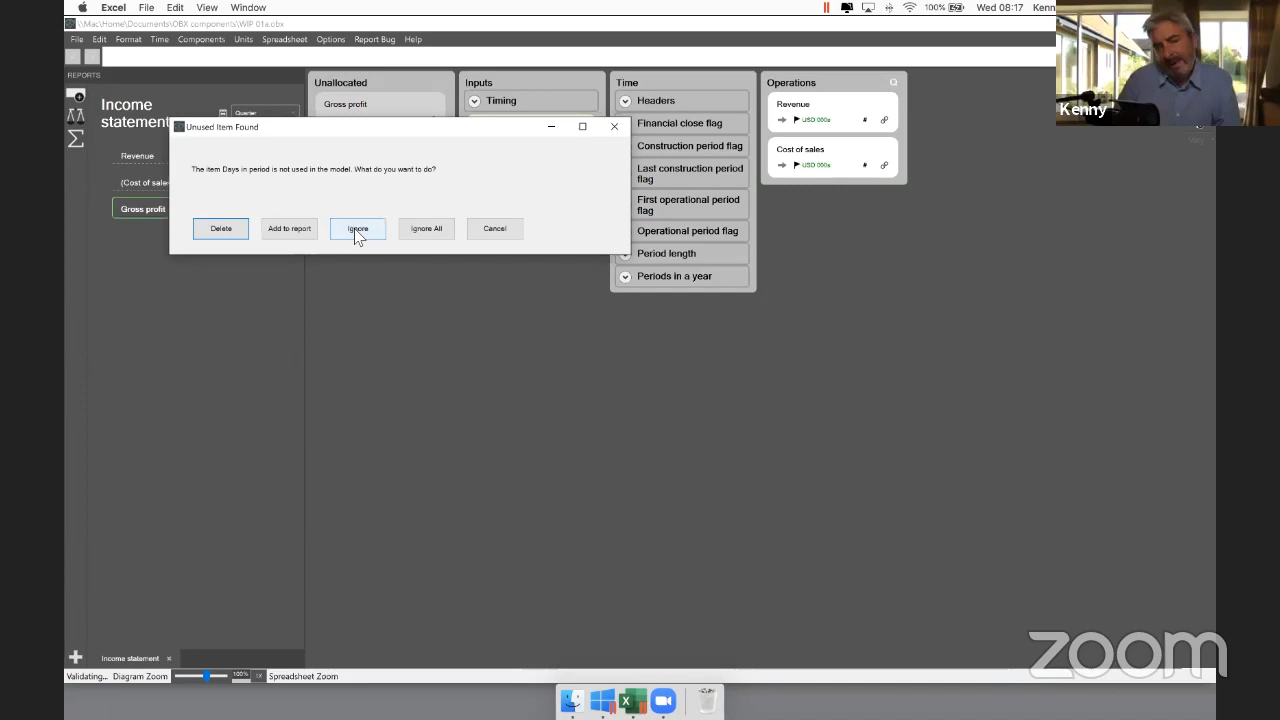 Excel File Edit View Window 100% Wed 08:17 Kenn
\\Mac\Home\Documents\OBX components\WIP 01a.obx
File Edit Format Time Components Units Spreadsheet Options Report Bug Help
REPORTS
Income
statement
Quarter
Revenue
(Cost of sales
Gross profit
Unallocated
Gross profit
Inputs
Timing
Time
Headers
Financial close flag
Construction period flag
Last construction period
flag
First operational period
flag
Operational period flag
Period length
Periods in a year
Operations
Revenue
USD 000s #
Cost of sales
USD 000s #
Unused Item Found
The item Days in period is not used in the model. What do you want to do?
Delete Add to report Ignore Ignore All Cancel
Kenny
Income statement
Validating... Diagram Zoom 100% 1X Spreadsheet Zoom
zoom